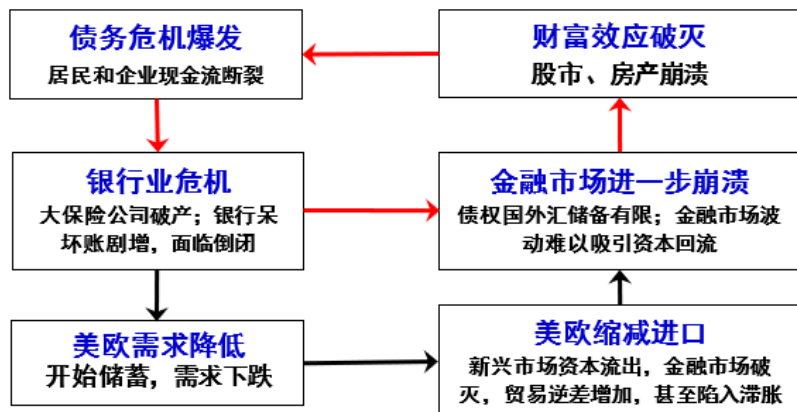 债务危机爆发
居民和企业现金流断裂
财富效应破灭
股市、房产崩溃
银行业危机
大保险公司破产；银行呆
坏账剧增，面临倒闭
金融市场进一步崩溃
债权国外汇储备有限；金融市场波
动难以吸引资本回流
美欧需求降低
开始储蓄，需求下跌
美欧缩减进口
新兴市场资本流出，金融市场破
灭，贸易逆差增加，甚至陷入滞胀